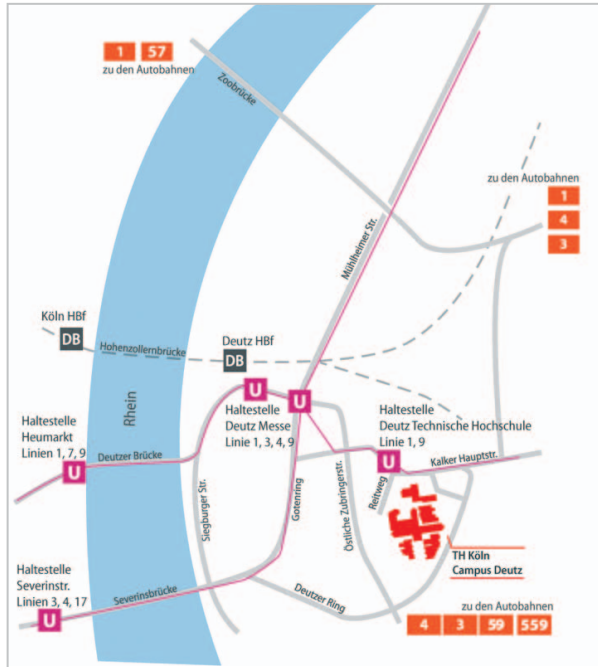 1 57
zu den Autobahnen
Zoobrücke
zu den Autobahnen
1
4
3
Mühlheimer Str.
Köln HBf
DB
Hohenzollernbrücke
Deutz HBf
DB
Rhein
U
U
Haltestelle
Deutz Messe
Linie 1, 3, 4, 9
Haltestelle
Deutz Technische Hochschule
Linie 1, 9
U
Haltestelle
Heumarkt
Linien 1, 7, 9
U
Deutzer Brücke
Kalker Hauptstr.
Siegburger Str.
Gotenring
Östliche Zubringerstr.
Reitweg
TH Köln
Campus Deutz
Haltestelle
Severinstr.
Linien 3, 4, 17
U
Severinsbrücke
Deutzer Ring
zu den Autobahnen
4 3 59 559